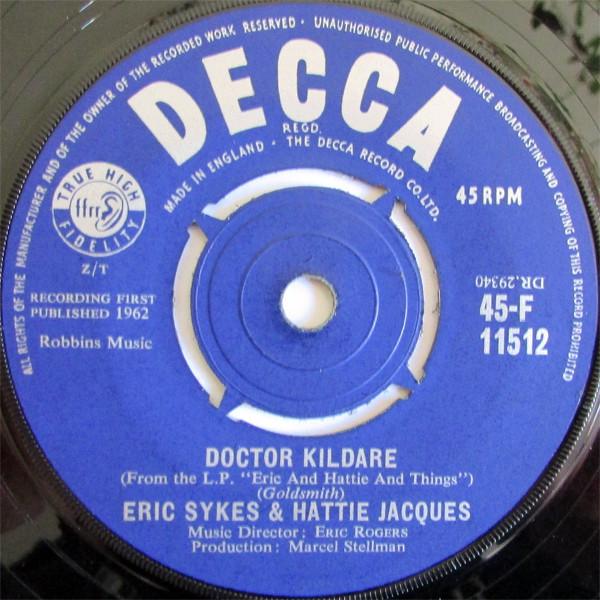 ALL RIGHTS OF THE MANUFACTURER AND OF THE OWNER OF THE RECORDED WORK RESERVED · UNAUTHORISED PUBLIC PERFORMANCE BROADCASTING AND COPYING OF THIS RECORD PROHIBITED
DECCA
REGD.
MADE IN ENGLAND · THE DECCA RECORD CO. LTD.
TRUE HIGH
ffrr
FIDELITY
Z/T
45 RPM
RECORDING FIRST
PUBLISHED 1962
Robbins Music
DR.29340
45-F
11512
DOCTOR KILDARE
(From the L.P. "Eric And Hattie And Things")
(Goldsmith)
ERIC SYKES & HATTIE JACQUES
Music Director: ERIC ROGERS
Production: Marcel Stellman